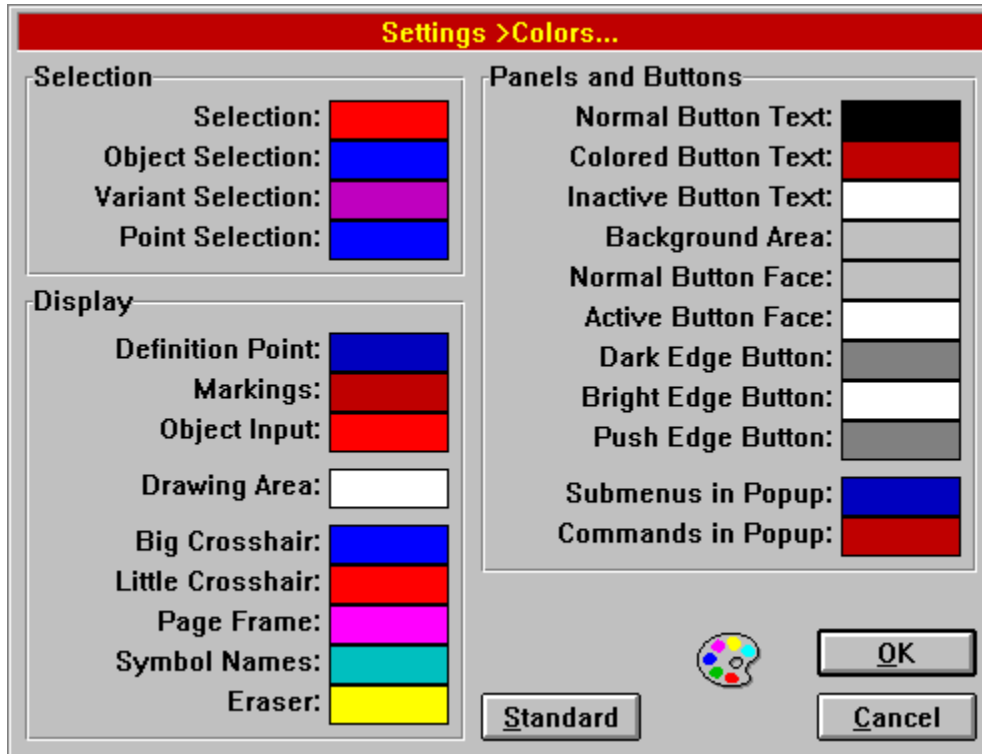 Settings >Colors...
Selection
Selection:
Object Selection:
Variant Selection:
Point Selection:
Display
Definition Point:
Markings:
Object Input:
Drawing Area:
Big Crosshair:
Little Crosshair:
Page Frame:
Symbol Names:
Eraser:
Panels and Buttons
Normal Button Text:
Colored Button Text:
Inactive Button Text:
Background Area:
Normal Button Face:
Active Button Face:
Dark Edge Button:
Bright Edge Button:
Push Edge Button:
Submenus in Popup:
Commands in Popup:
OK
Standard
Cancel